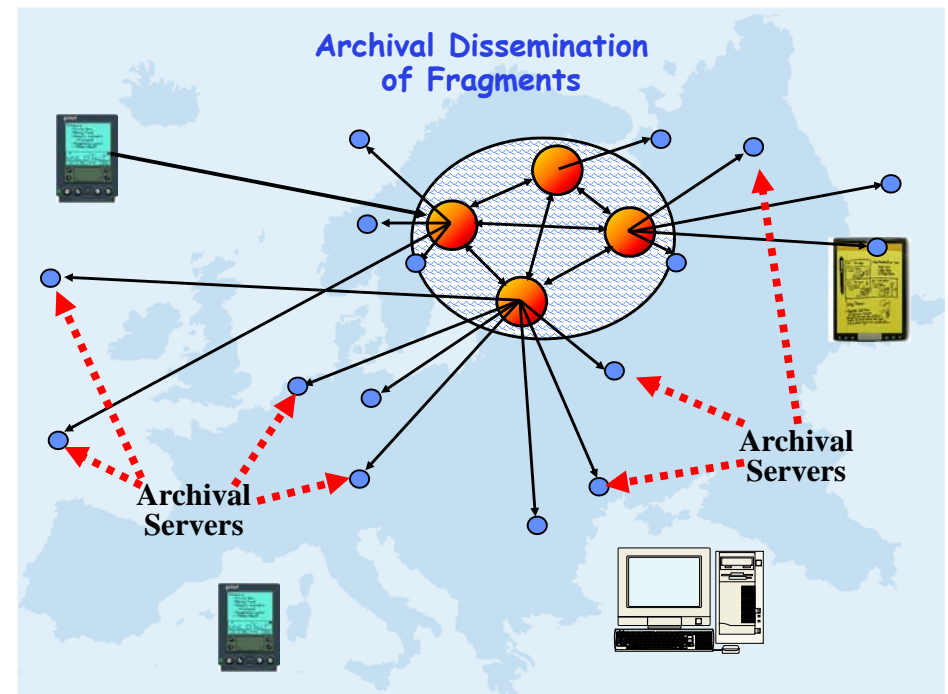 Archival Dissemination
of Fragments
Archival
Servers
Archival
Servers